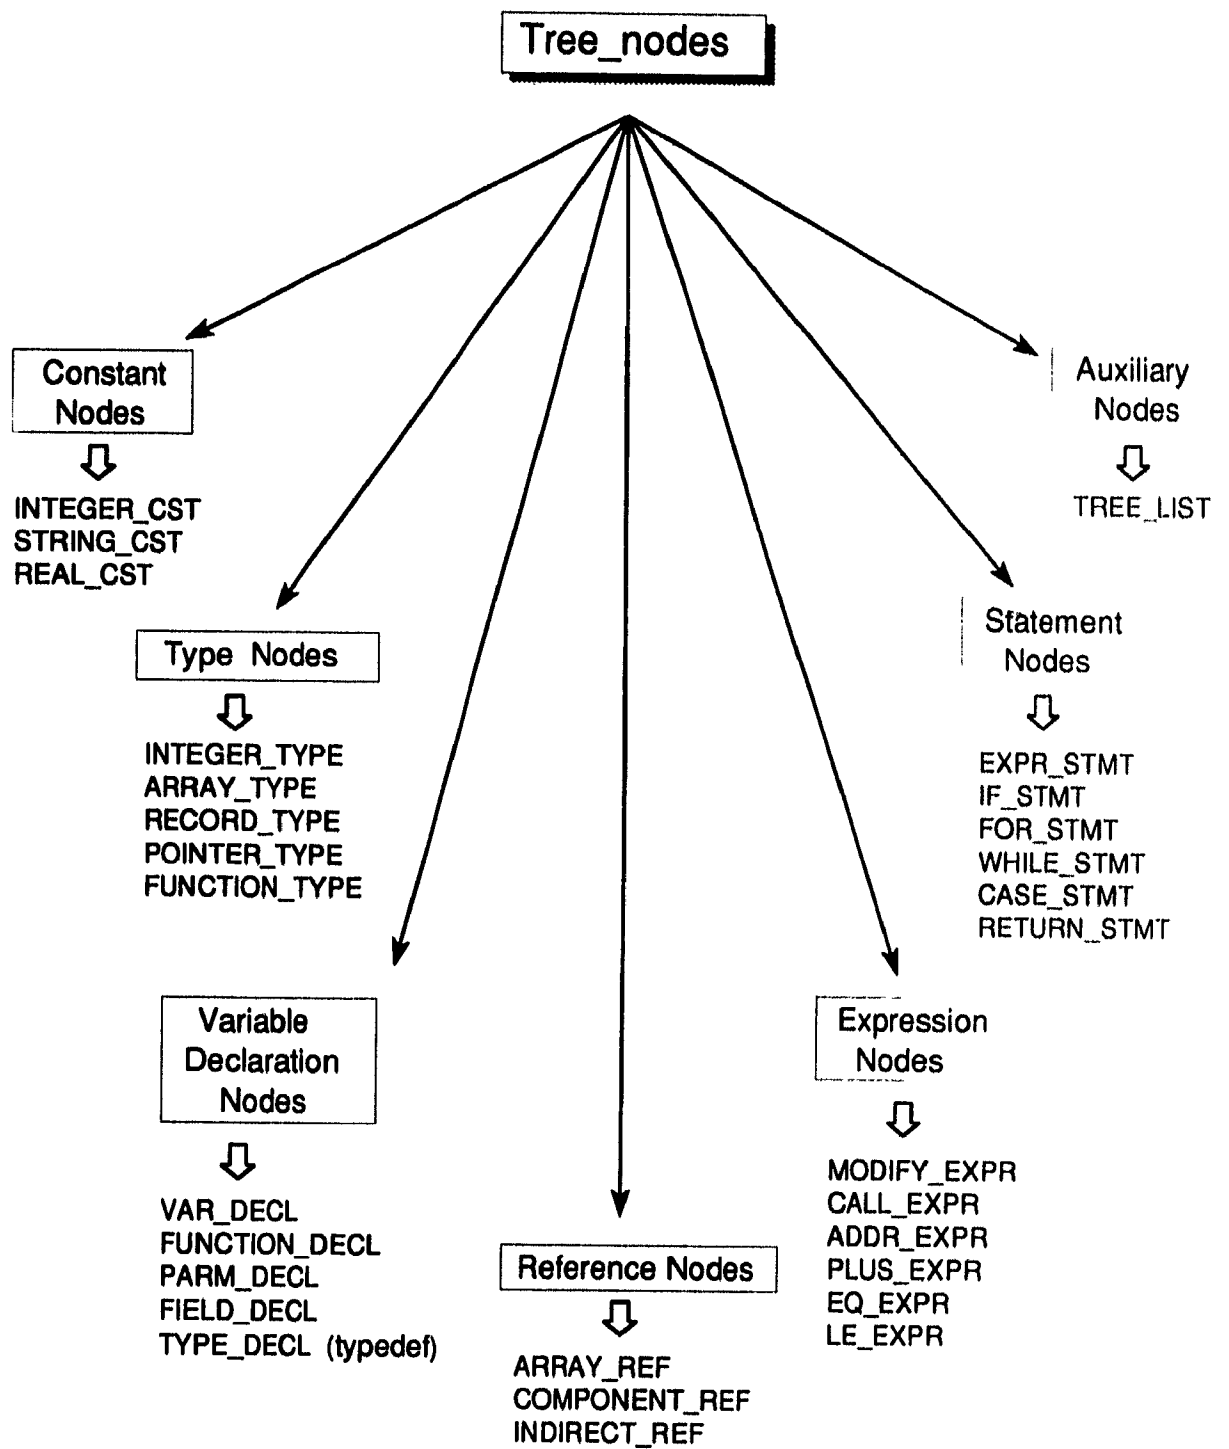 Tree_nodes
Constant
Nodes
INTEGER_CST
STRING_CST
REAL_CST
Type Nodes
INTEGER_TYPE
ARRAY_TYPE
RECORD_TYPE
POINTER_TYPE
FUNCTION_TYPE
Variable
Declaration
Nodes
VAR_DECL
FUNCTION_DECL
PARM_DECL
FIELD_DECL
TYPE_DECL (typedef)
Reference Nodes
ARRAY_REF
COMPONENT_REF
INDIRECT_REF
Expression
Nodes
MODIFY_EXPR
CALL_EXPR
ADDR_EXPR
PLUS_EXPR
EQ_EXPR
LE_EXPR
Statement
Nodes
EXPR_STMT
IF_STMT
FOR_STMT
WHILE_STMT
CASE_STMT
RETURN_STMT
Auxiliary
Nodes
TREE_LIST